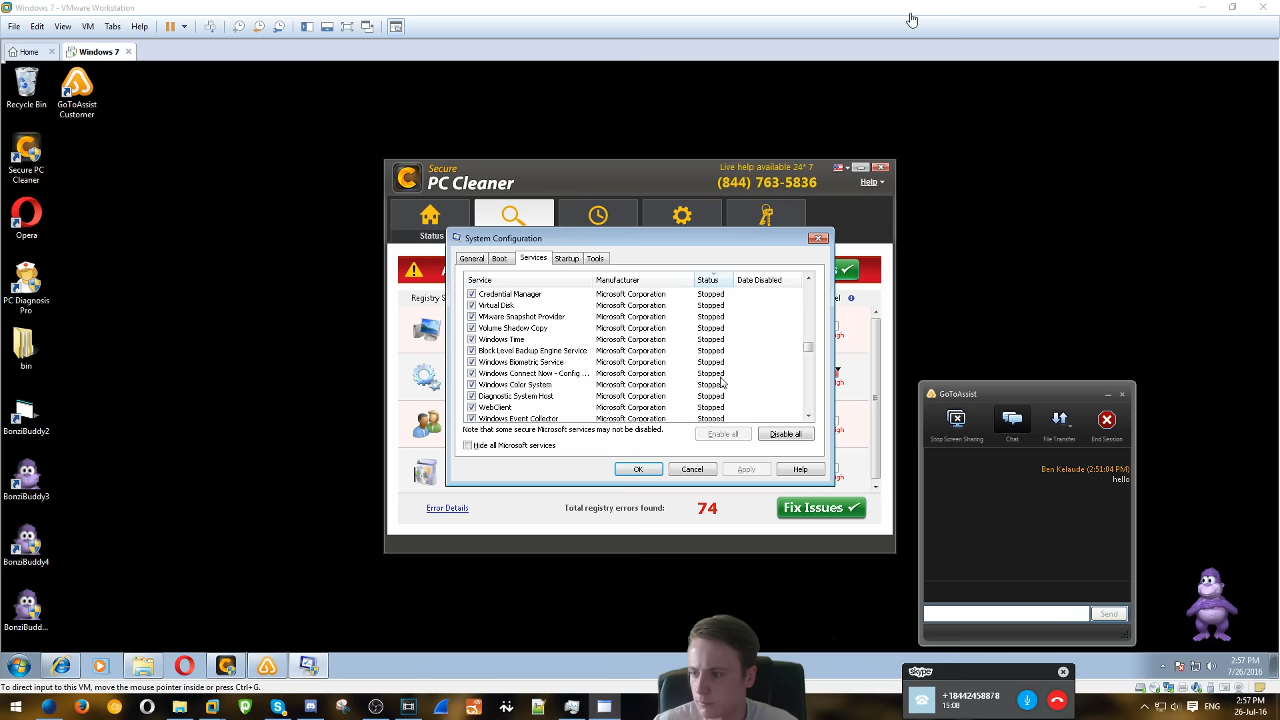 Windows 7 - VMware Workstation
File Edit View VM Tabs Help
Home Windows 7
Recycle Bin
GoToAssist Customer
Secure PC Cleaner
Opera
PC Diagnosis Pro
bin
BonziBuddy2
BonziBuddy3
BonziBuddy4
BonziBudd...
Secure
PC Cleaner
Live help available 24* 7
(844) 763-5836
Help
Status
Registry S
System Configuration
General Boot Services Startup Tools
Service Manufacturer Status Date Disabled
Credential Manager Microsoft Corporation Stopped
Virtual Disk Microsoft Corporation Stopped
VMware Snapshot Provider Microsoft Corporation Stopped
Volume Shadow Copy Microsoft Corporation Stopped
Windows Time Microsoft Corporation Stopped
Block Level Backup Engine Service Microsoft Corporation Stopped
Windows Biometric Service Microsoft Corporation Stopped
Windows Connect Now - Config ... Microsoft Corporation Stopped
Windows Color System Microsoft Corporation Stopped
Diagnostic System Host Microsoft Corporation Stopped
WebClient Microsoft Corporation Stopped
Windows Event Collector Microsoft Corporation Stopped
Note that some secure Microsoft services may not be disabled.
Enable all Disable all
Hide all Microsoft services
OK Cancel Apply Help
Error Details
Total registry errors found: 74
Fix Issues
GoToAssist
Stop Screen Sharing Chat File Transfer End Session
Ben Kelaude (2:51:04 PM)
hello
Send
2:57 PM
7/26/2016
To direct input to this VM, move the mouse pointer inside or press Ctrl+G.
skype
+18442458878
15:08
ENG
2:57 PM
26-Jul-16